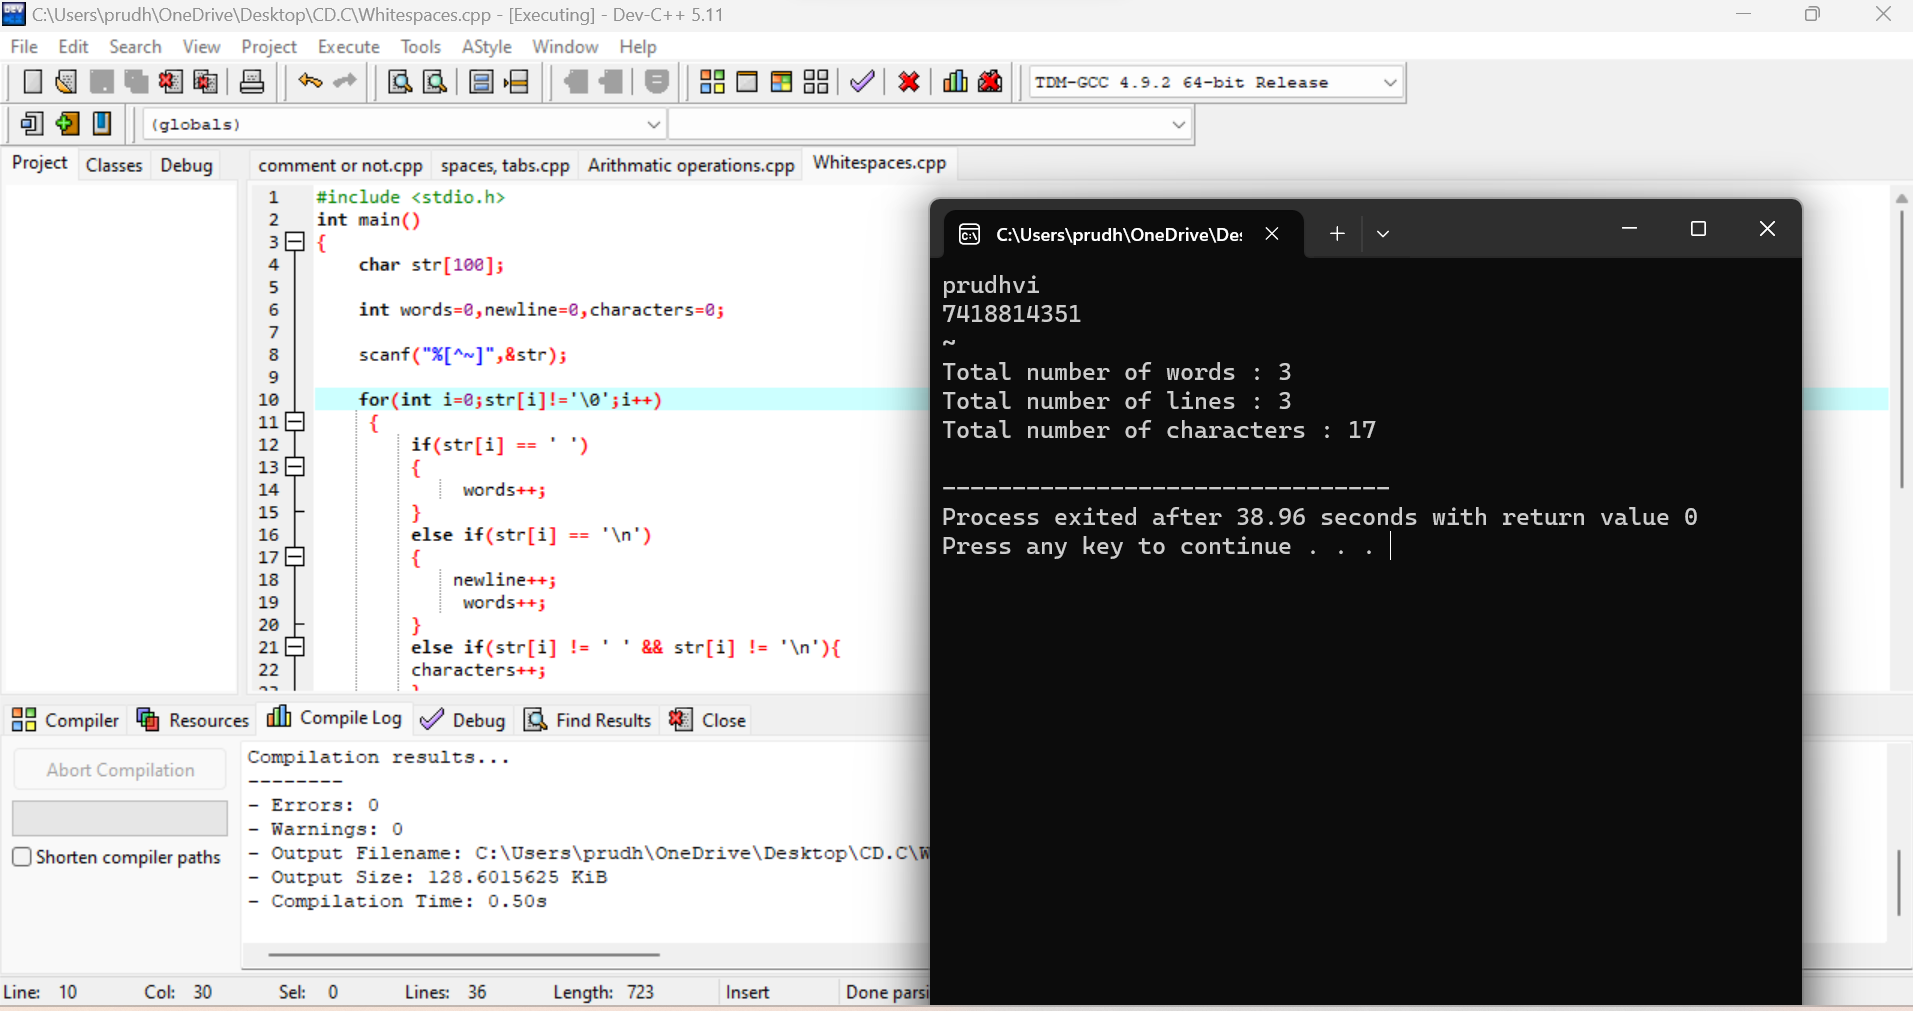 C:\Users\prudh\OneDrive\Desktop\CD.C\Whitespaces.cpp - [Executing] - Dev-C++ 5.11
File Edit Search View Project Execute Tools AStyle Window Help
TDM-GCC 4.9.2 64-bit Release
(globals)
Project Classes Debug
comment or not.cpp spaces, tabs.cpp Arithmatic operations.cpp Whitespaces.cpp
1 #include <stdio.h>
2 int main()
3 {
4 char str[100];
5
6 int words=0,newline=0,characters=0;
7
8 scanf("%[^~]",&str);
9
10 for(int i=0;str[i]!='\0';i++)
11 {
12 if(str[i] == ' ')
13 {
14 words++;
15 }
16 else if(str[i] == '\n')
17 {
18 newline++;
19 words++;
20 }
21 else if(str[i] != ' ' && str[i] != '\n'){
22 characters++;
23 }
C:\Users\prudh\OneDrive\De
prudhvi
7418814351
~
Total number of words : 3
Total number of lines : 3
Total number of characters : 17
--------------------------------
Process exited after 38.96 seconds with return value 0
Press any key to continue . . .
Compiler Resources Compile Log Debug Find Results Close
Abort Compilation
Shorten compiler paths
Compilation results...
--------
- Errors: 0
- Warnings: 0
- Output Filename: C:\Users\prudh\OneDrive\Desktop\CD.C\W
- Output Size: 128.6015625 KiB
- Compilation Time: 0.50s
Line: 10 Col: 30 Sel: 0 Lines: 36 Length: 723 Insert Done parsi